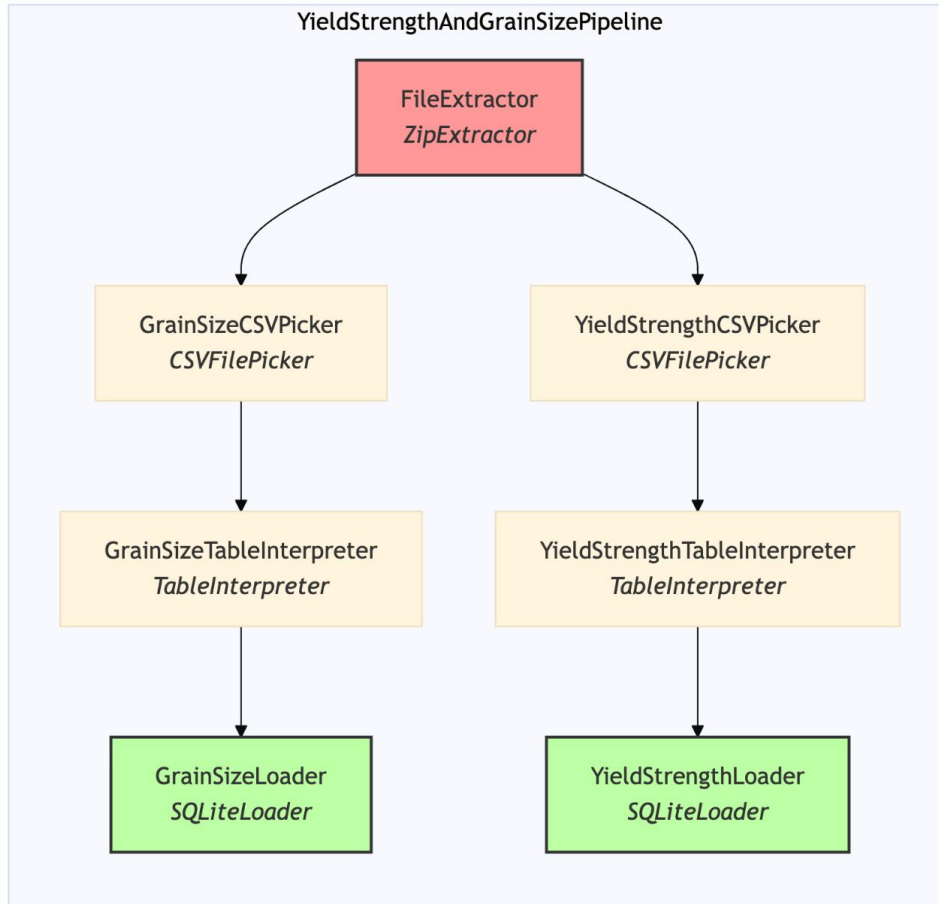 YieldStrengthAndGrainSizePipeline
FileExtractor
ZipExtractor
GrainSizeCSVPicker
CSVFilePicker
YieldStrengthCSVPicker
CSVFilePicker
GrainSizeTableInterpreter
TableInterpreter
YieldStrengthTableInterpreter
TableInterpreter
GrainSizeLoader
SQLiteLoader
YieldStrengthLoader
SQLiteLoader